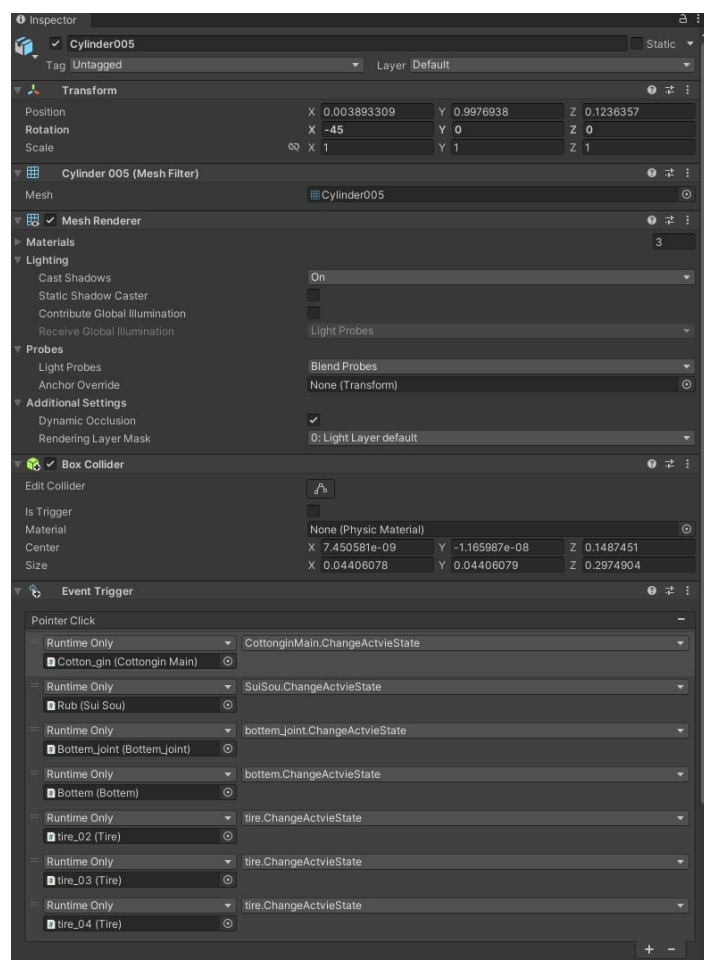 Inspector
Cylinder005 Static
Tag Untagged Layer Default
Transform
Position X 0.003893309 Y 0.9976938 Z 0.1236357
Rotation X -45 Y 0 Z 0
Scale X 1 Y 1 Z 1
Cylinder 005 (Mesh Filter)
Mesh Cylinder005
Mesh Renderer
Materials 3
Lighting
Cast Shadows On
Static Shadow Caster
Contribute Global Illumination
Receive Global Illumination Light Probes
Probes
Light Probes Blend Probes
Anchor Override None (Transform)
Additional Settings
Dynamic Occlusion
Rendering Layer Mask 0: Light Layer default
Box Collider
Edit Collider
Is Trigger
Material None (Physic Material)
Center X 7.450581e-09 Y -1.165987e-08 Z 0.1487451
Size X 0.04406078 Y 0.04406079 Z 0.2974904
Event Trigger
Pointer Click
Runtime Only CottonginMain.ChangeActvieState
Cotton_gin (Cottongin Main)
Runtime Only SuiSou.ChangeActvieState
Rub (Sui Sou)
Runtime Only bottem_joint.ChangeActvieState
Bottem_joint (Bottem_joint)
Runtime Only bottem.ChangeActvieState
Bottem (Bottem)
Runtime Only tire.ChangeActvieState
tire_02 (Tire)
Runtime Only tire.ChangeActvieState
tire_03 (Tire)
Runtime Only tire.ChangeActvieState
tire_04 (Tire)